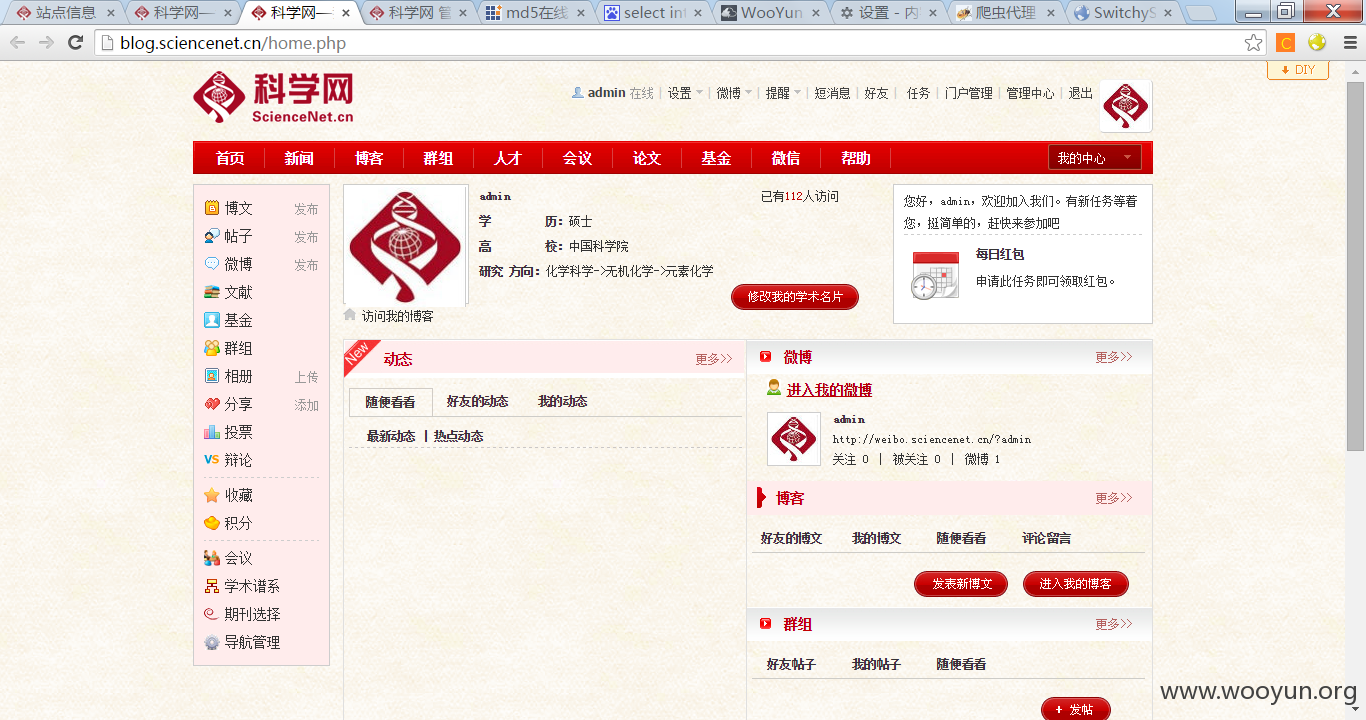 站点信息
科学网—
科学网—
科学网 管
md5在线
select int
WooYun
设置 - 内
爬虫代理
SwitchyS
blog.sciencenet.cn/home.php
DIY
科学网
ScienceNet.cn
admin 在线 | 设置 | 微博 | 提醒 | 短消息 | 好友 | 任务 | 门户管理 | 管理中心 | 退出
首页 新闻 博客 群组 人才 会议 论文 基金 微信 帮助 我的中心
博文 发布
帖子 发布
微博 发布
文献
基金
群组
相册 上传
分享 添加
投票
VS 辩论
收藏
积分
会议
学术谱系
期刊选择
导航管理
admin
已有112人访问
学 历：硕士
高 校：中国科学院
研究 方向：化学科学->无机化学->元素化学
修改我的学术名片
访问我的博客
您好，admin，欢迎加入我们。有新任务等着
您，挺简单的，赶快来参加吧
每日红包
申请此任务即可领取红包。
New 动态 更多>>
随便看看 好友的动态 我的动态
最新动态 | 热点动态
微博 更多>>
进入我的微博
admin
http://weibo.sciencenet.cn/?admin
关注 0 | 被关注 0 | 微博 1
博客 更多>>
好友的博文 我的博文 随便看看 评论留言
发表新博文 进入我的博客
群组 更多>>
好友帖子 我的帖子 随便看看
+ 发帖
www.wooyun.org